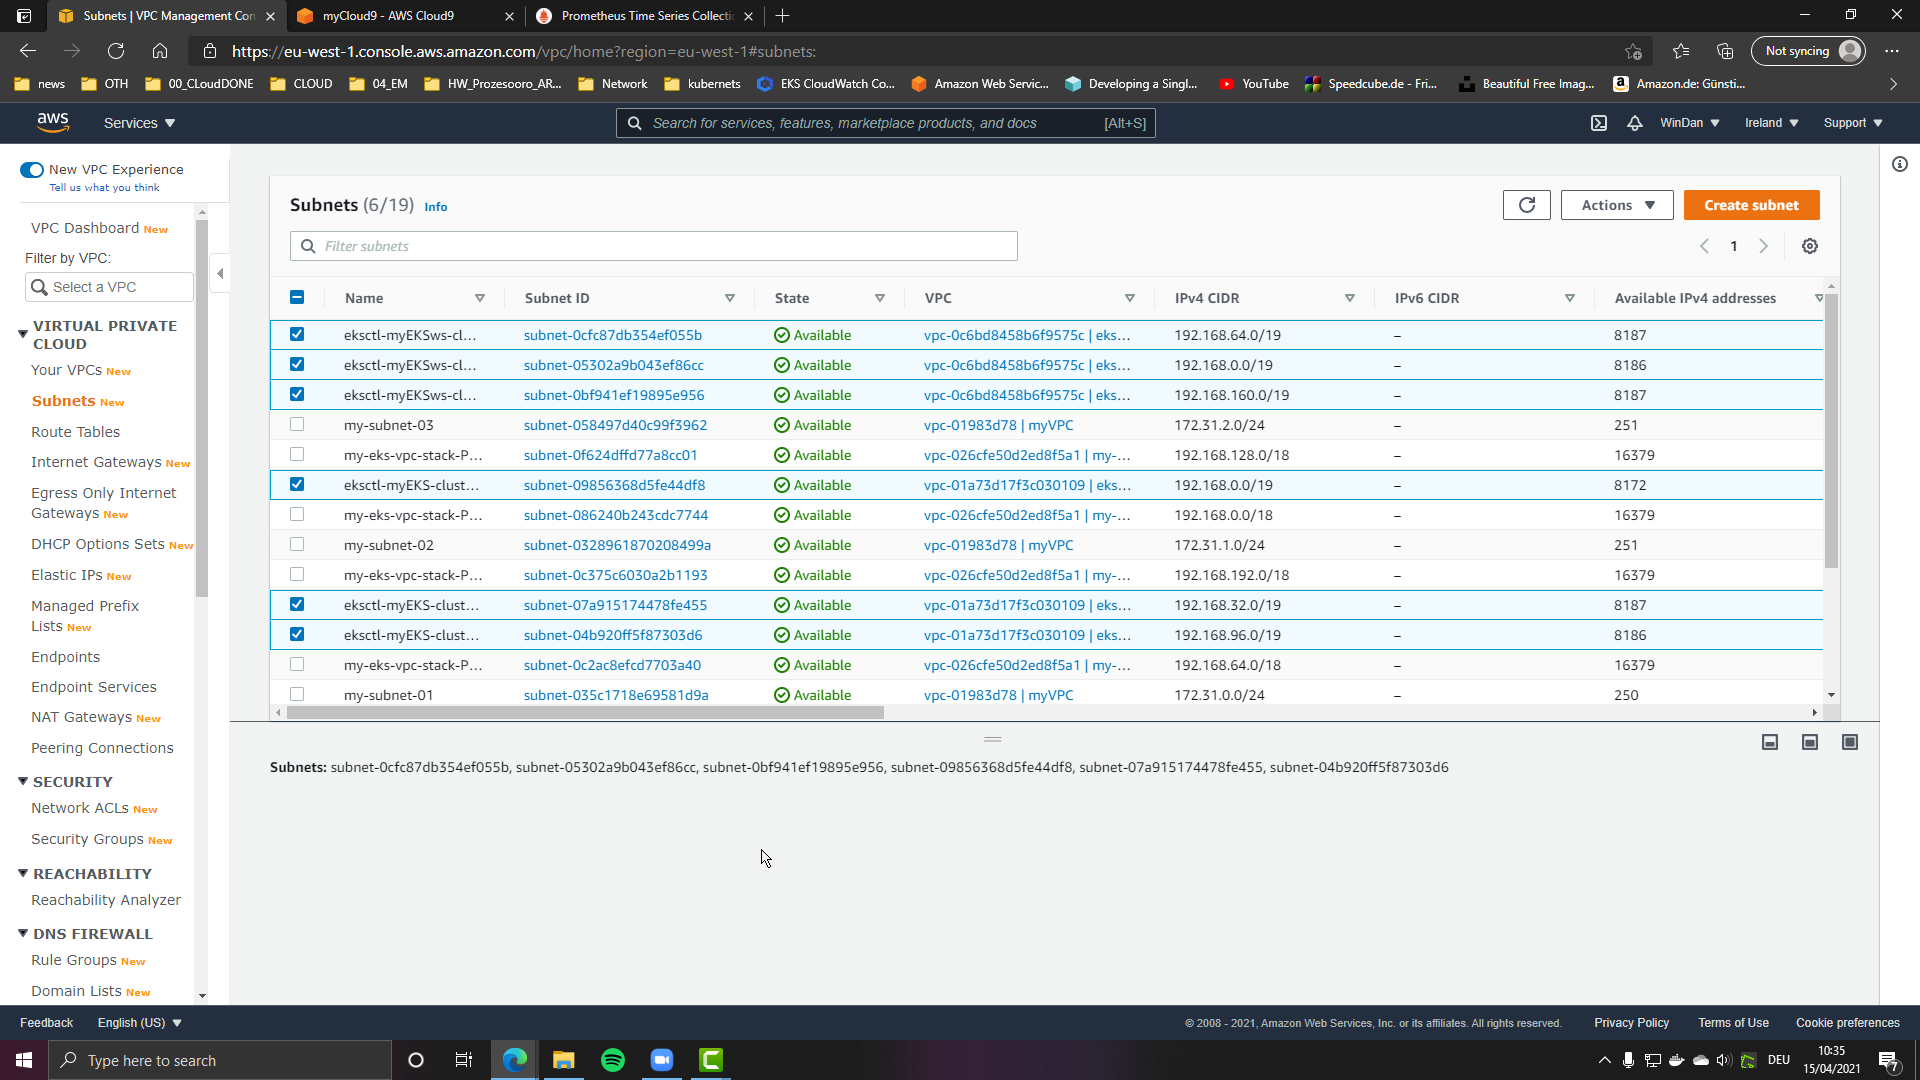 Subnets | VPC Management Con
myCloud9 - AWS Cloud9
Prometheus Time Series Collectic
https://eu-west-1.console.aws.amazon.com/vpc/home?region=eu-west-1#subnets:
Not syncing
news
OTH
00_CLoudDONE
CLOUD
04_EM
HW_Prozesooro_AR...
Network
kubernets
EKS CloudWatch Co...
Amazon Web Servic...
Developing a Singl...
YouTube
Speedcube.de - Fri...
Beautiful Free Imag...
Amazon.de: Günsti...
aws
Services
Search for services, features, marketplace products, and docs
[Alt+S]
WinDan
Ireland
Support
New VPC Experience
Tell us what you think
VPC Dashboard New
Filter by VPC:
Select a VPC
VIRTUAL PRIVATE
CLOUD
Your VPCs New
Subnets New
Route Tables
Internet Gateways New
Egress Only Internet
Gateways New
DHCP Options Sets New
Elastic IPs New
Managed Prefix
Lists New
Endpoints
Endpoint Services
NAT Gateways New
Peering Connections
SECURITY
Network ACLs New
Security Groups New
REACHABILITY
Reachability Analyzer
DNS FIREWALL
Rule Groups New
Domain Lists New
Subnets (6/19) Info
Actions
Create subnet
Filter subnets
1
Name Subnet ID State VPC IPv4 CIDR IPv6 CIDR Available IPv4 addresses
eksctl-myEKSws-cl... subnet-0cfc87db354ef055b Available vpc-0c6bd8458b6f9575c | eks... 192.168.64.0/19 – 8187
eksctl-myEKSws-cl... subnet-05302a9b043ef86cc Available vpc-0c6bd8458b6f9575c | eks... 192.168.0.0/19 – 8186
eksctl-myEKSws-cl... subnet-0bf941ef19895e956 Available vpc-0c6bd8458b6f9575c | eks... 192.168.160.0/19 – 8187
my-subnet-03 subnet-058497d40c99f3962 Available vpc-01983d78 | myVPC 172.31.2.0/24 – 251
my-eks-vpc-stack-P... subnet-0f624dffd77a8cc01 Available vpc-026cfe50d2ed8f5a1 | my-... 192.168.128.0/18 – 16379
eksctl-myEKS-clust... subnet-09856368d5fe44df8 Available vpc-01a73d17f3c030109 | eks... 192.168.0.0/19 – 8172
my-eks-vpc-stack-P... subnet-086240b243cdc7744 Available vpc-026cfe50d2ed8f5a1 | my-... 192.168.0.0/18 – 16379
my-subnet-02 subnet-0328961870208499a Available vpc-01983d78 | myVPC 172.31.1.0/24 – 251
my-eks-vpc-stack-P... subnet-0c375c6030a2b1193 Available vpc-026cfe50d2ed8f5a1 | my-... 192.168.192.0/18 – 16379
eksctl-myEKS-clust... subnet-07a915174478fe455 Available vpc-01a73d17f3c030109 | eks... 192.168.32.0/19 – 8187
eksctl-myEKS-clust... subnet-04b920ff5f87303d6 Available vpc-01a73d17f3c030109 | eks... 192.168.96.0/19 – 8186
my-eks-vpc-stack-P... subnet-0c2ac8efcd7703a40 Available vpc-026cfe50d2ed8f5a1 | my-... 192.168.64.0/18 – 16379
my-subnet-01 subnet-035c1718e69581d9a Available vpc-01983d78 | myVPC 172.31.0.0/24 – 250
Subnets: subnet-0cfc87db354ef055b, subnet-05302a9b043ef86cc, subnet-0bf941ef19895e956, subnet-09856368d5fe44df8, subnet-07a915174478fe455, subnet-04b920ff5f87303d6
Feedback
English (US)
© 2008 - 2021, Amazon Web Services, Inc. or its affiliates. All rights reserved.
Privacy Policy
Terms of Use
Cookie preferences
Type here to search
DEU
10:35
15/04/2021
7